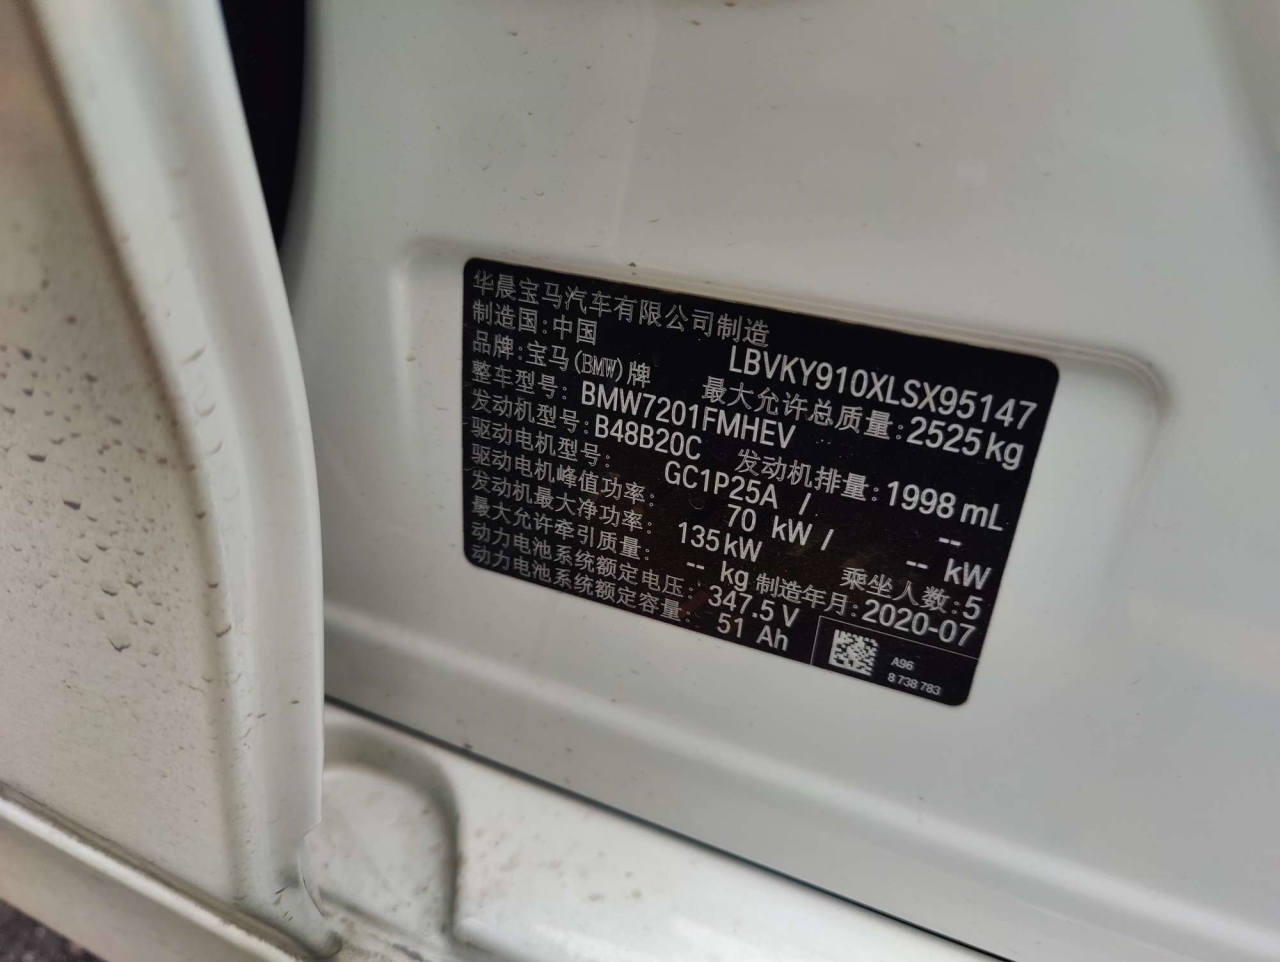 华晨宝马汽车有限公司制造
制造国:中国 LBVKY910XLSX95147
品牌:宝马(BMW)牌 最大允许总质量:2525kg
整车型号: BMW7201FMHEV
发动机型号: B48B20C 发动机排量:1998mL
驱动电机型号: GC1P25A / --
驱动电机峰值功率: 70 kW / -- kW
发动机最大净功率: 135kW 乘坐人数:5
最大允许牵引质量: -- kg 制造年月:2020-07
动力电池系统额定电压: 347.5V
动力电池系统额定容量: 51 Ah
A96
8 738 783